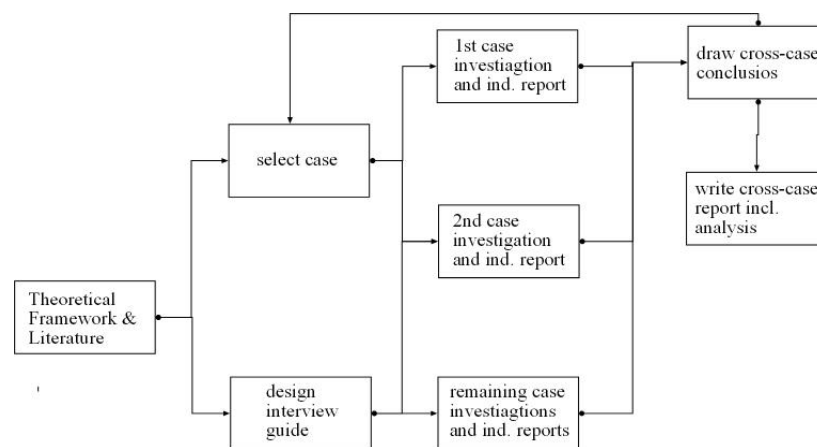 Theoretical
Framework &
Literature
select case
design
interview
guide
1st case
investiagtion
and ind. report
2nd case
investigation
and ind. report
remaining case
investiagtions
and ind. reports
draw cross-case
conclusios
write cross-case
report incl.
analysis